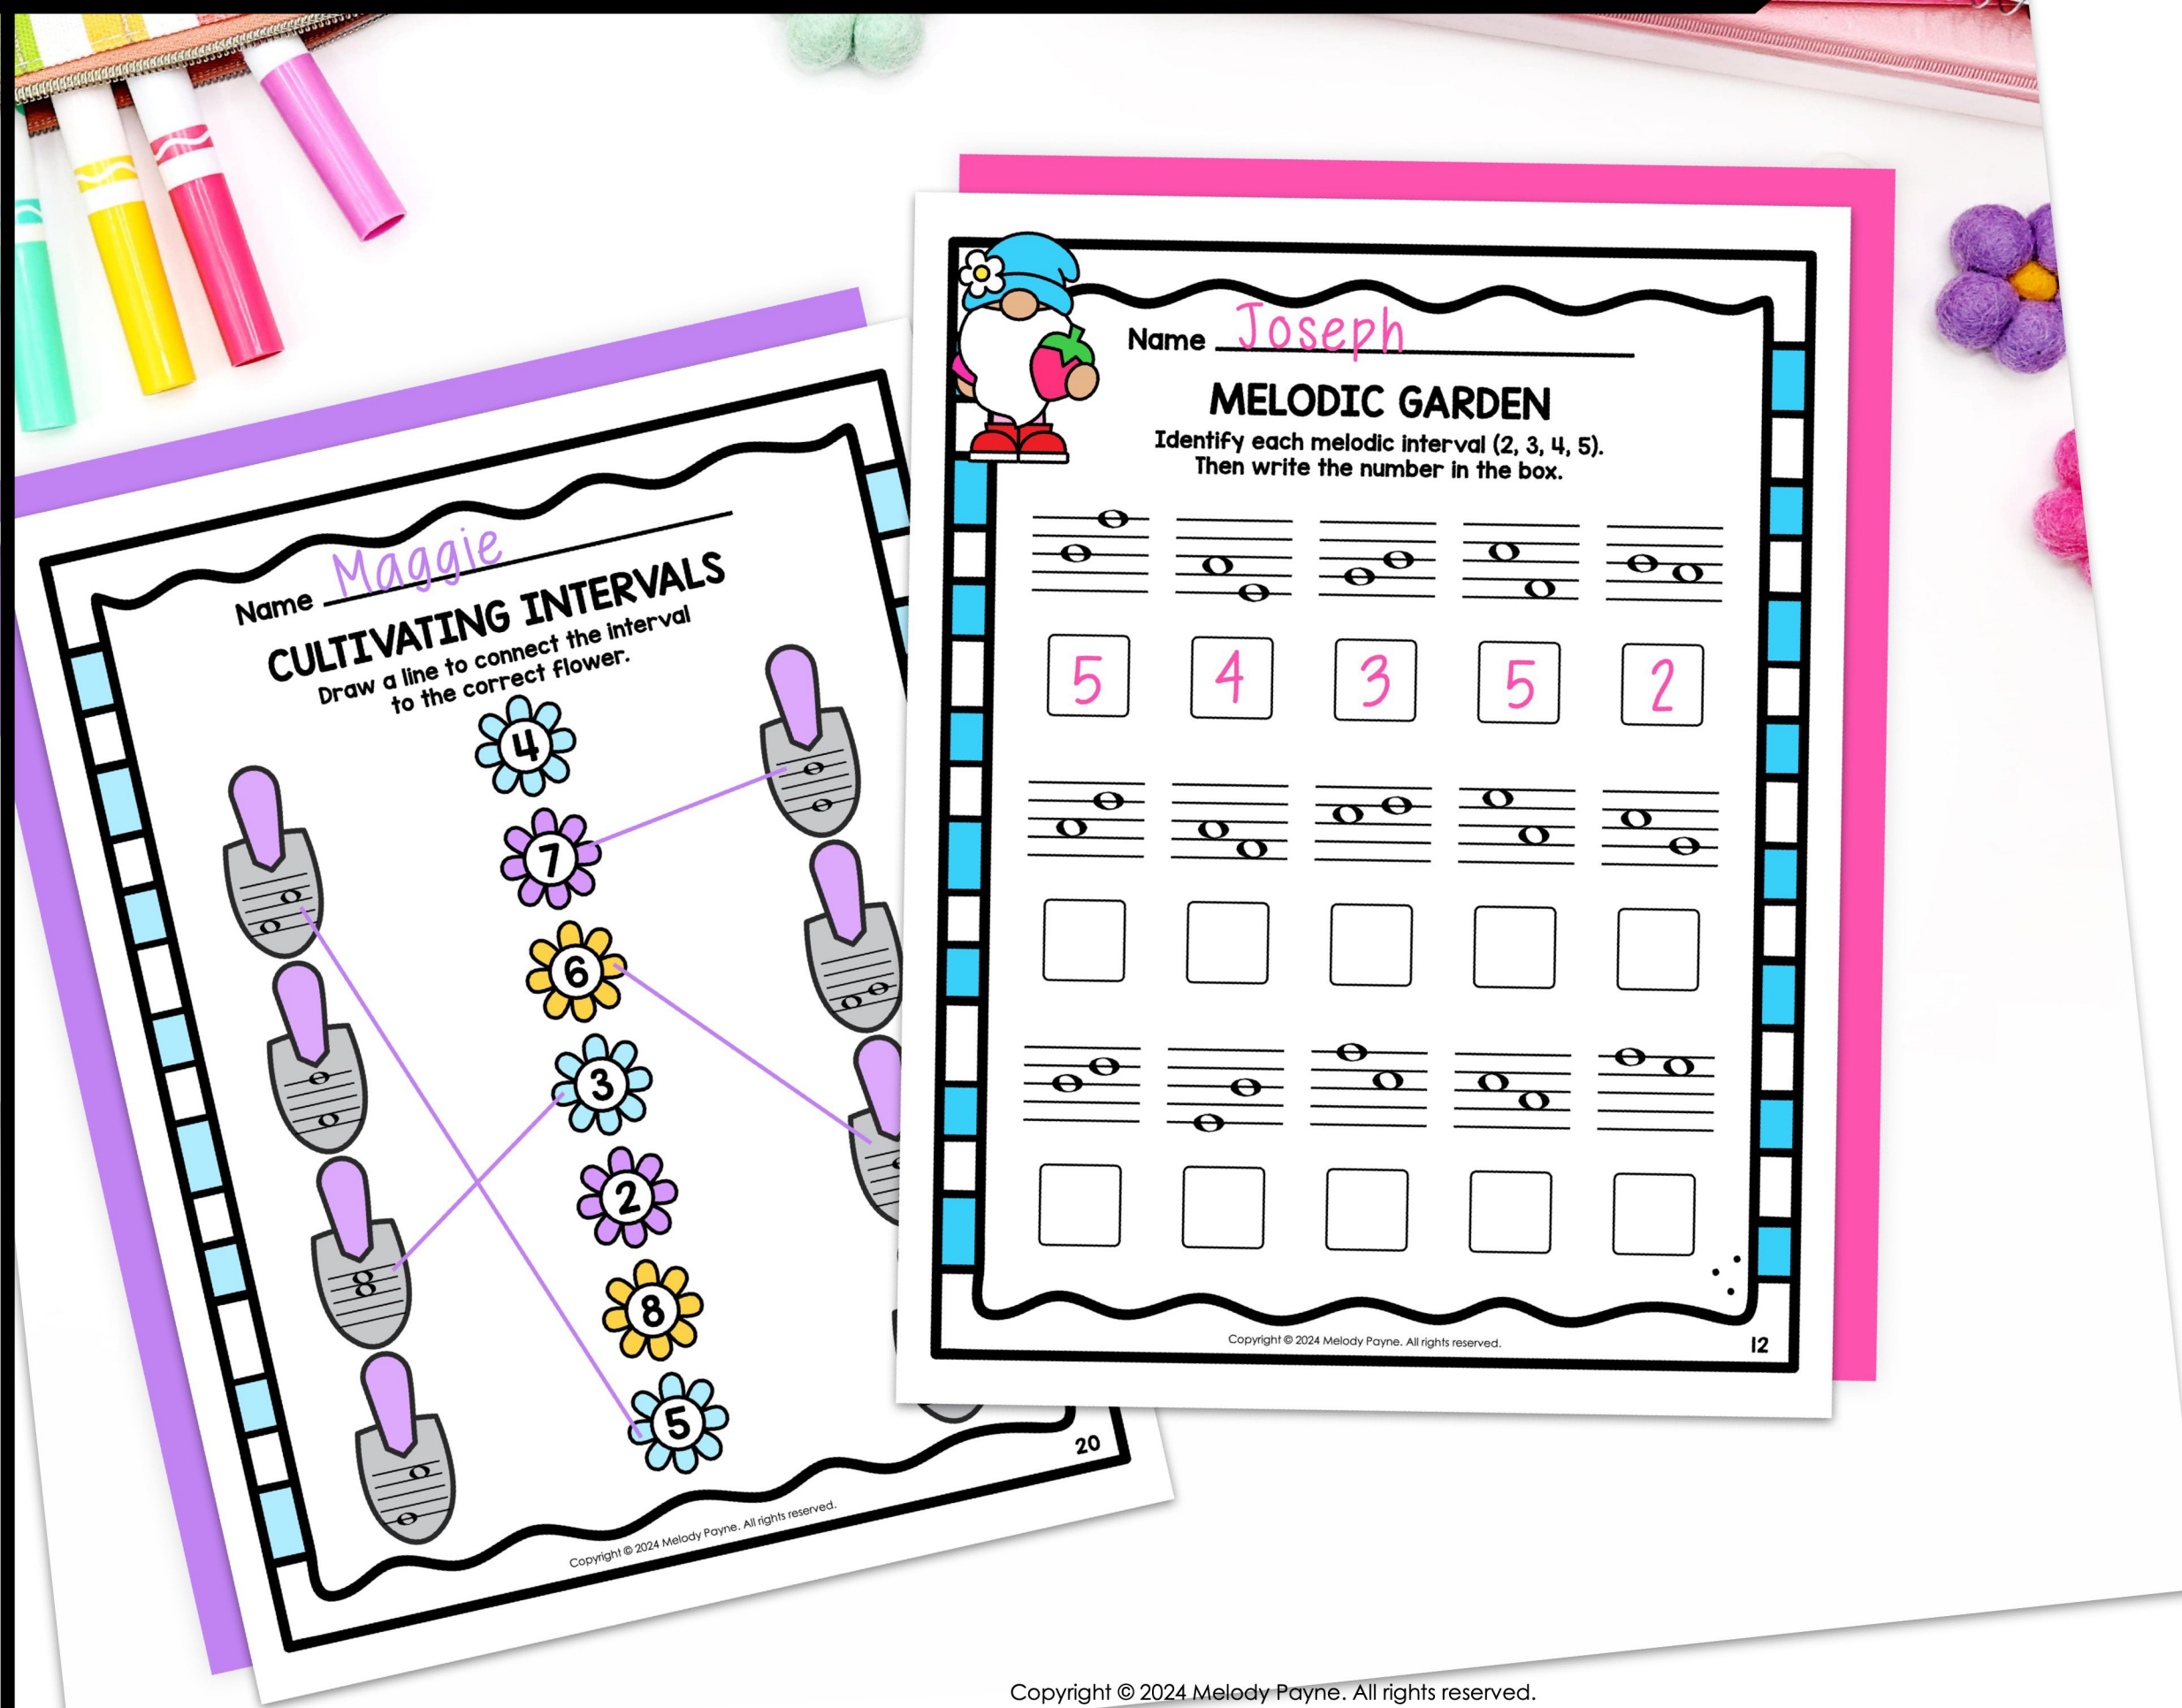 Name Maggie
CULTIVATING INTERVALS
Draw a line to connect the interval
to the correct flower.
4
7
6
3
2
8
5
Copyright © 2024 Melody Payne. All rights reserved.
20
Name Joseph
MELODIC GARDEN
Identify each melodic interval (2, 3, 4, 5).
Then write the number in the box.
5 4 3 5 2
Copyright © 2024 Melody Payne. All rights reserved.
12
Copyright © 2024 Melody Payne. All rights reserved.